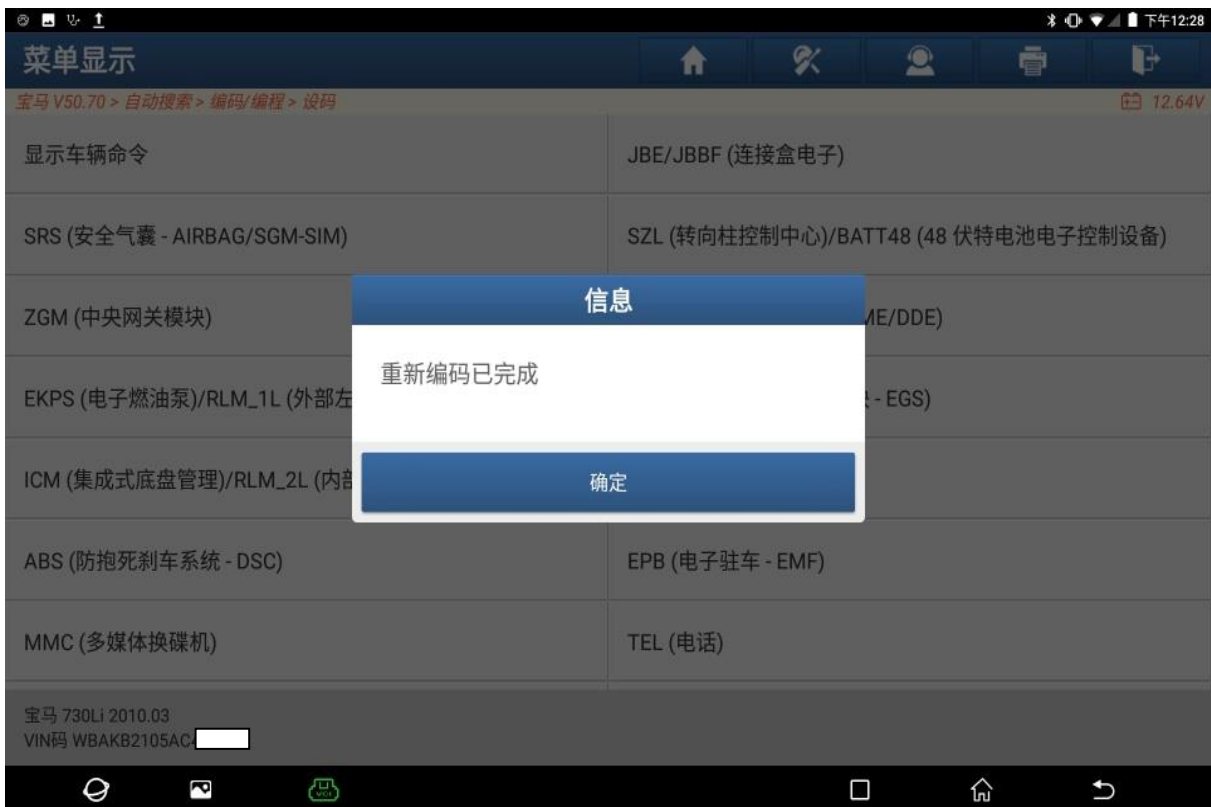 下午12:28
菜单显示
宝马 V50.70 > 自动搜索 > 编码/编程 > 设码
12.64V
显示车辆命令
JBE/JBBF (连接盒电子)
SRS (安全气囊 - AIRBAG/SGM-SIM)
SZL (转向柱控制中心)/BATT48 (48 伏特电池电子控制设备)
信息
ZGM (中央网关模块)
ME/DDE)
重新编码已完成
EKPS (电子燃油泵)/RLM_1L (外部左
- EGS)
ICM (集成式底盘管理)/RLM_2L (内部
确定
ABS (防抱死刹车系统 - DSC)
EPB (电子驻车 - EMF)
MMC (多媒体换碟机)
TEL (电话)
宝马 730Li 2010.03
VIN码 WBAKB2105AC
VCI